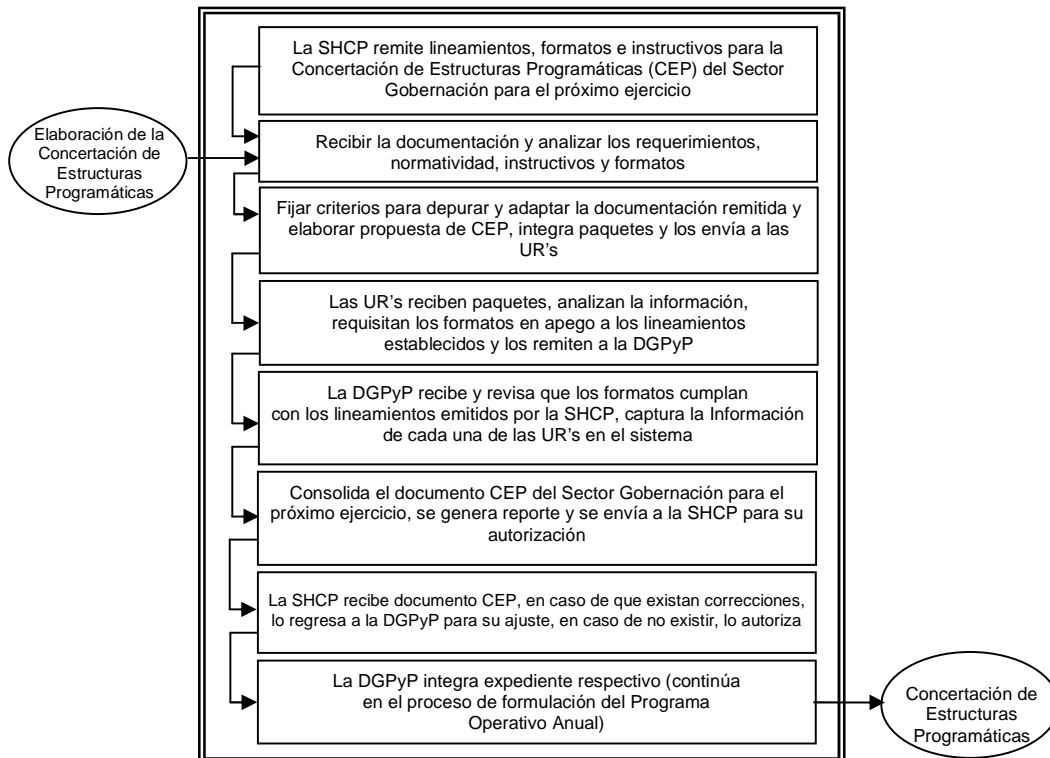 La SHCP remite lineamientos, formatos e instructivos para la
Concertación de Estructuras Programáticas (CEP) del Sector
Gobernación para el próximo ejercicio
Elaboración de la
Concertación de
Estructuras
Programáticas
Recibir la documentación y analizar los requerimientos,
normatividad, instructivos y formatos
Fijar criterios para depurar y adaptar la documentación remitida y
elaborar propuesta de CEP, integra paquetes y los envía a las
UR's
Las UR's reciben paquetes, analizan la información,
requisitan los formatos en apego a los lineamientos
establecidos y los remiten a la DGPyP
La DGPyP recibe y revisa que los formatos cumplan
con los lineamientos emitidos por la SHCP, captura la Información
de cada una de las UR's en el sistema
Consolida el documento CEP del Sector Gobernación para el
próximo ejercicio, se genera reporte y se envía a la SHCP para su
autorización
La SHCP recibe documento CEP, en caso de que existan correcciones,
lo regresa a la DGPyP para su ajuste, en caso de no existir, lo autoriza
La DGPyP integra expediente respectivo (continúa
en el proceso de formulación del Programa
Operativo Anual)
Concertación de
Estructuras
Programáticas